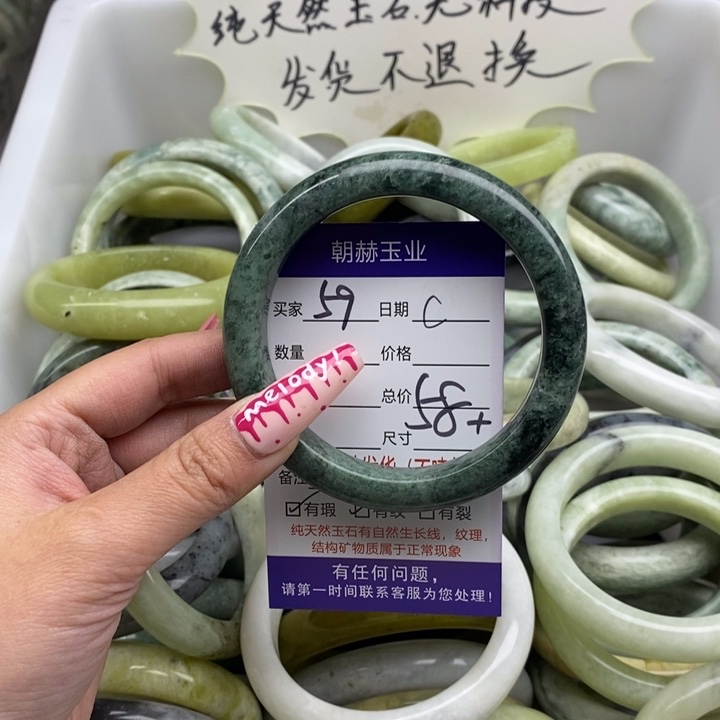 纯天然玉石.无
发货不退换
朝赫玉业
买家 59 日期 C
数量 价格
melody
总价 58+
尺寸
备注
☑有瑕 ☑有纹 □有裂
纯天然玉石有自然生长线，纹理，
结构矿物质属于正常现象
有任何问题，
请第一时间联系客服为您处理！